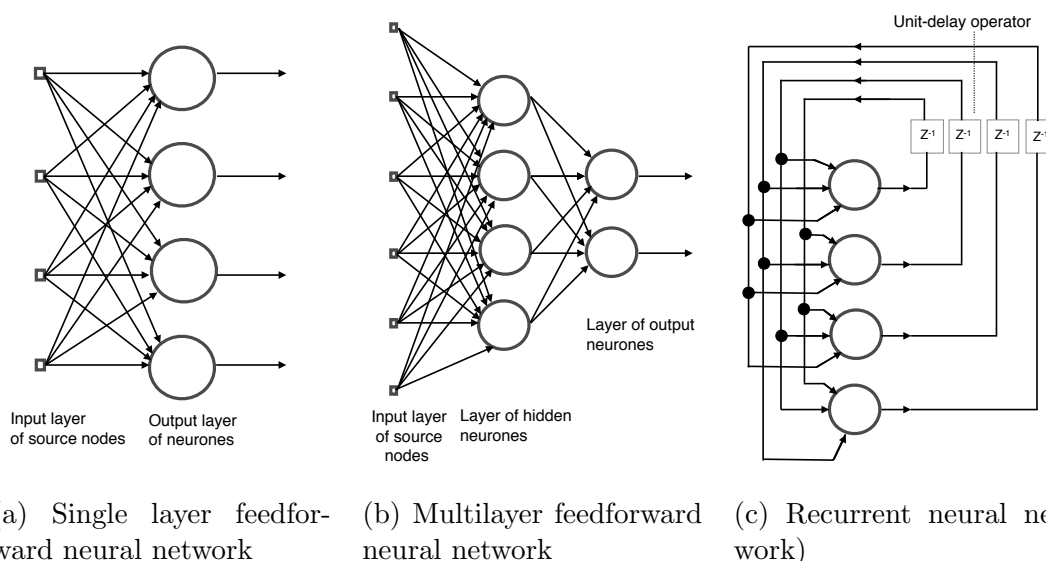 Unit-delay operator
Z-1
Z-1
Z-1
Z-1
Input layer
of source nodes
Output layer
of neurones
Input layer
of source
nodes
Layer of hidden
neurones
Layer of output
neurones
a) Single layer feedfor-
ward neural network
(b) Multilayer feedforward
neural network
(c) Recurrent neural ne
work)